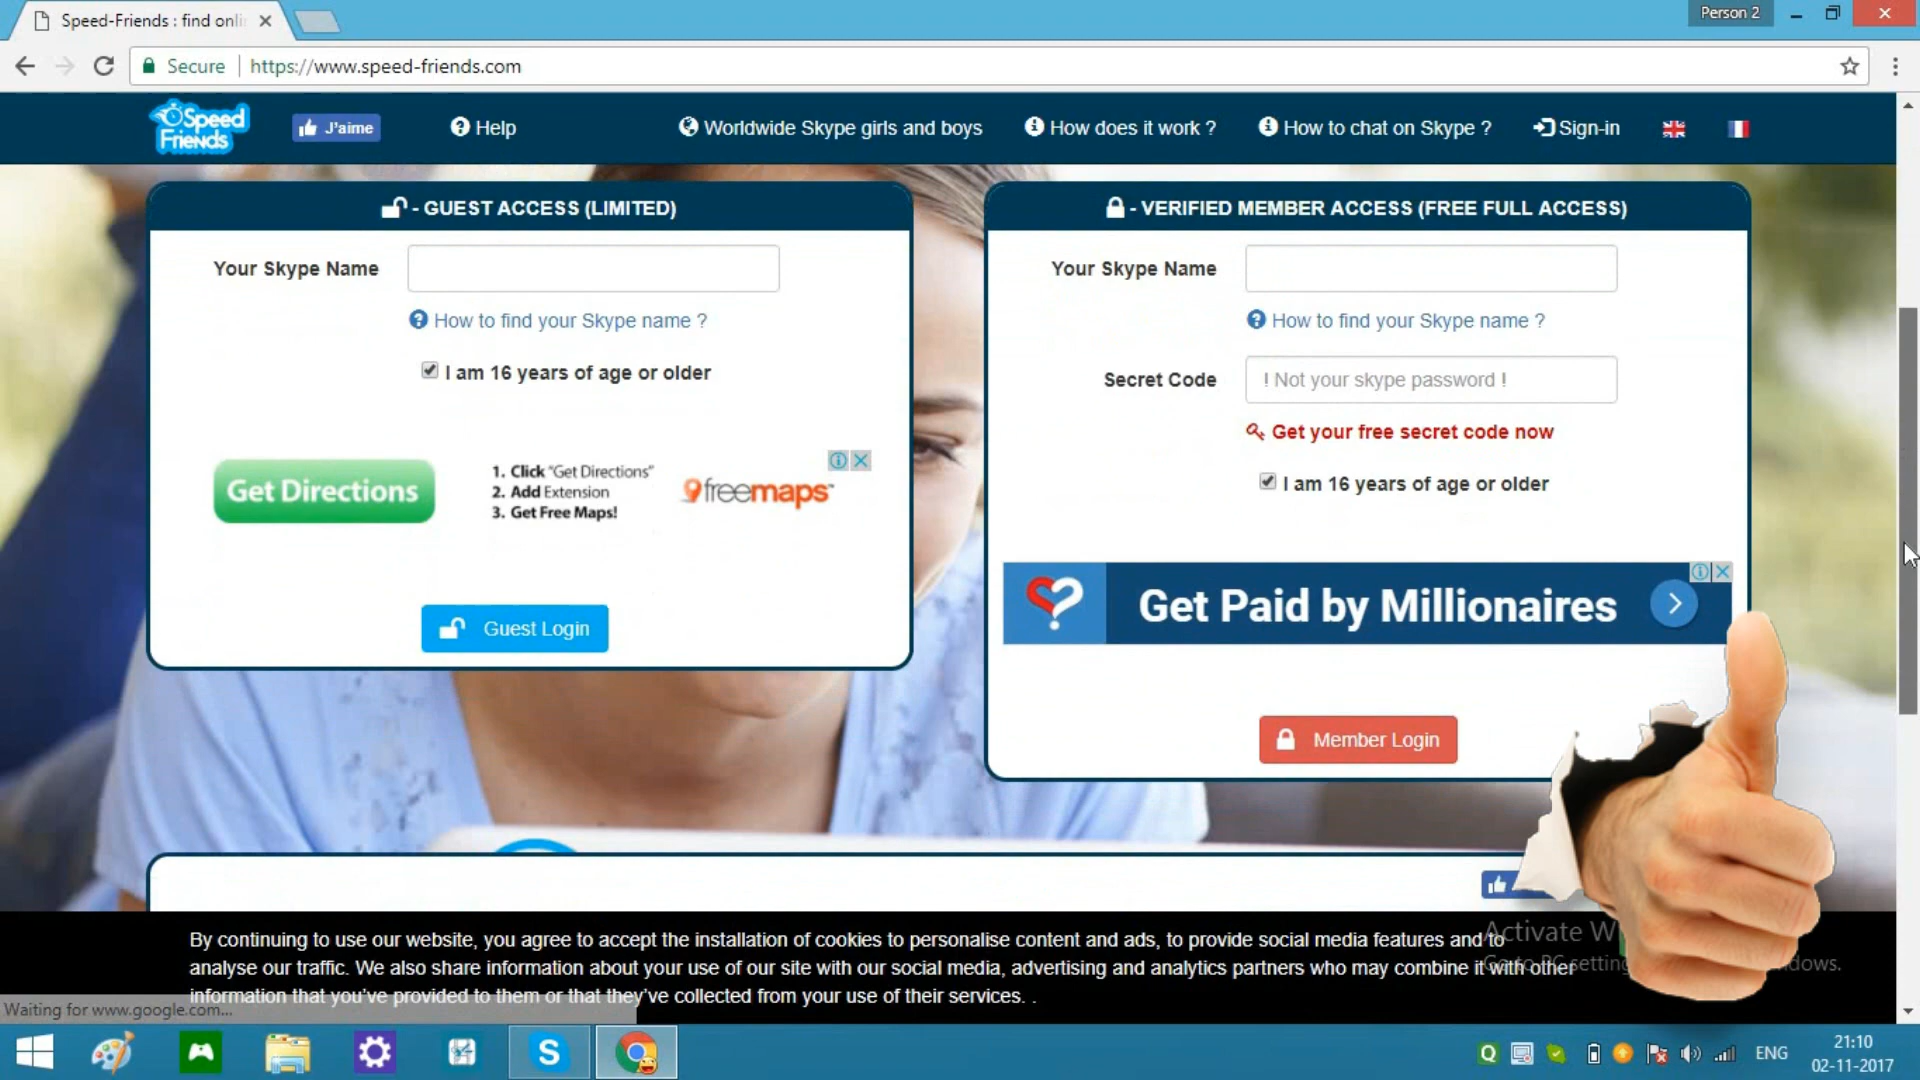 Speed-Friends : find onli
Person 2
Secure
https://www.speed-friends.com
Speed
Friends
J'aime
Help
Worldwide Skype girls and boys
How does it work ?
How to chat on Skype ?
Sign-in
- GUEST ACCESS (LIMITED)
Your Skype Name
How to find your Skype name ?
I am 16 years of age or older
Get Directions
1. Click "Get Directions"
2. Add Extension
3. Get Free Maps!
freemaps
Guest Login
- VERIFIED MEMBER ACCESS (FREE FULL ACCESS)
Your Skype Name
How to find your Skype name ?
Secret Code
! Not your skype password !
Get your free secret code now
I am 16 years of age or older
Get Paid by Millionaires
Member Login
By continuing to use our website, you agree to accept the installation of cookies to personalise content and ads, to provide social media features and to
analyse our traffic. We also share information about your use of our site with our social media, advertising and analytics partners who may combine it with other
information that you've provided to them or that they've collected from your use of their services. .
Activate W
Go to PC setting
dows.
Waiting for www.google.com...
ENG
21:10
02-11-2017